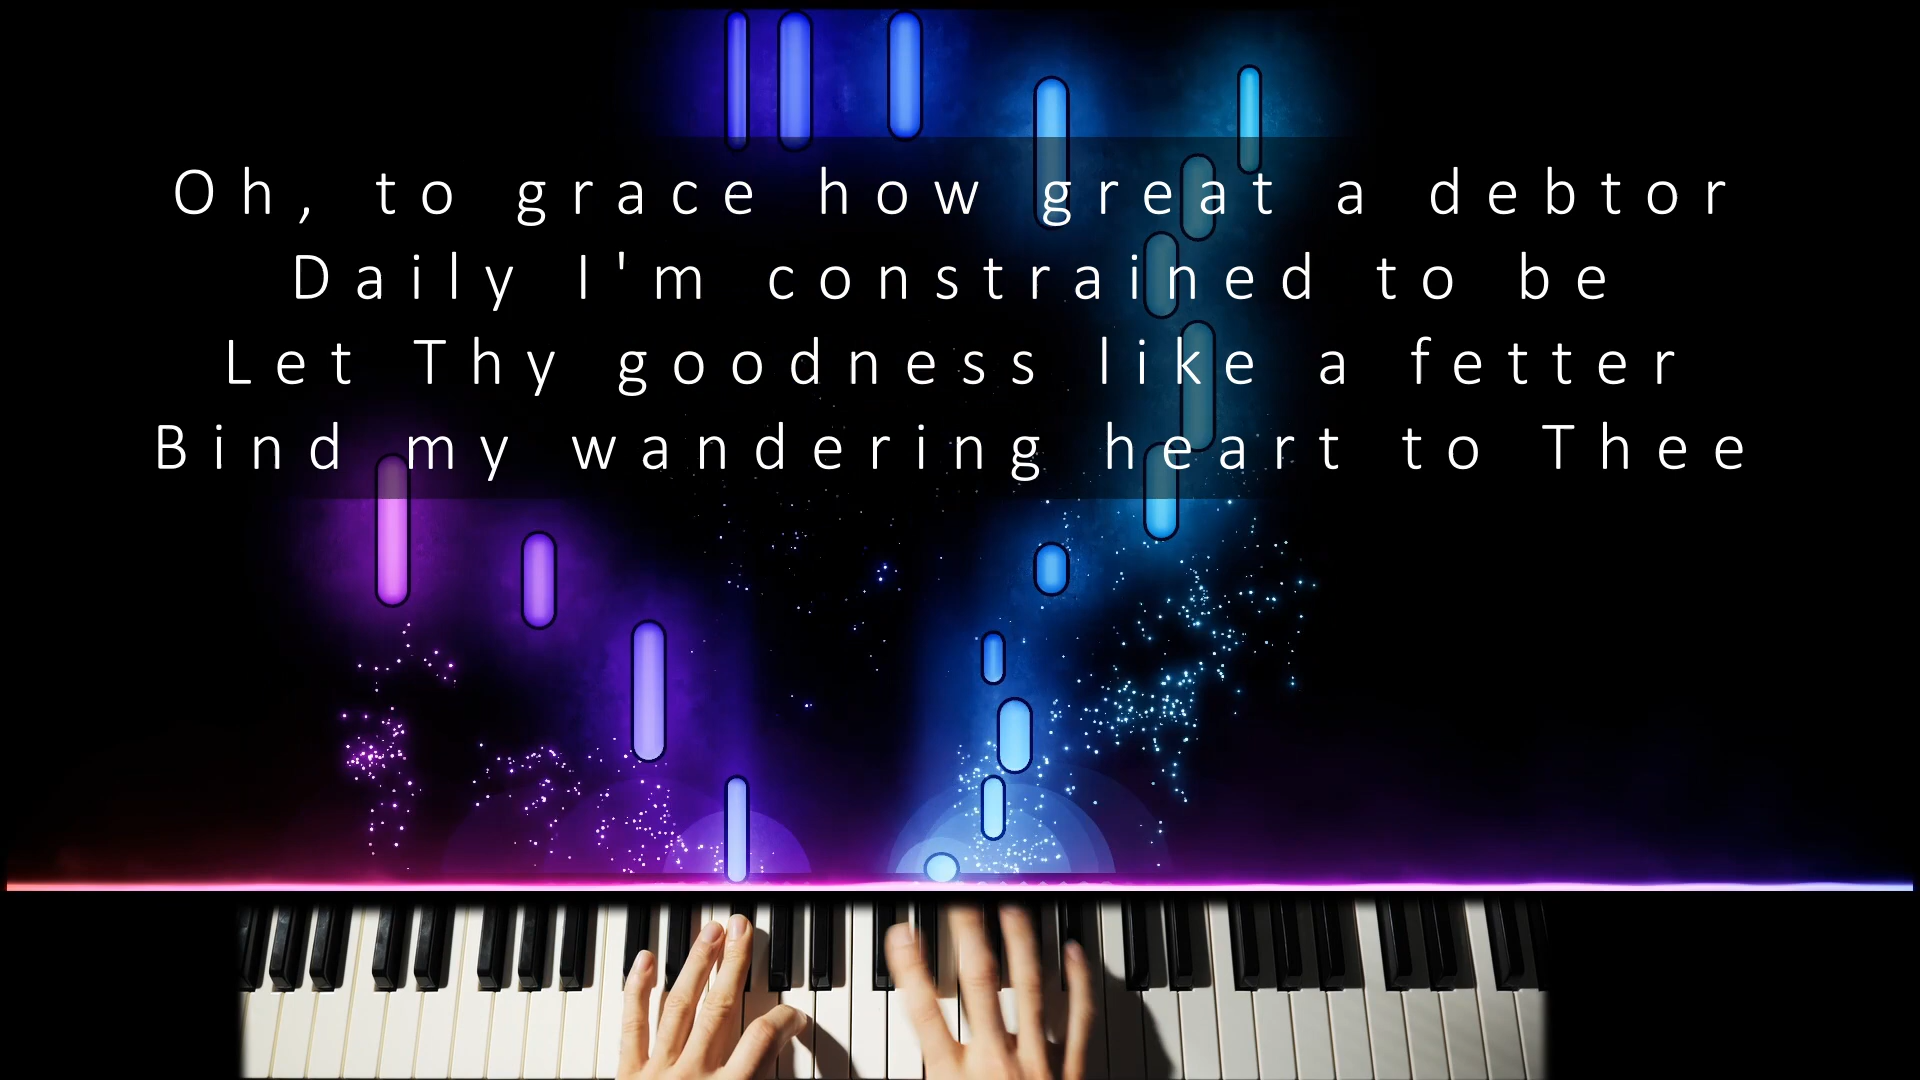 Oh, to grace how great a debtor
Daily I'm constrained to be
Let Thy goodness like a fetter
Bind my wandering heart to Thee